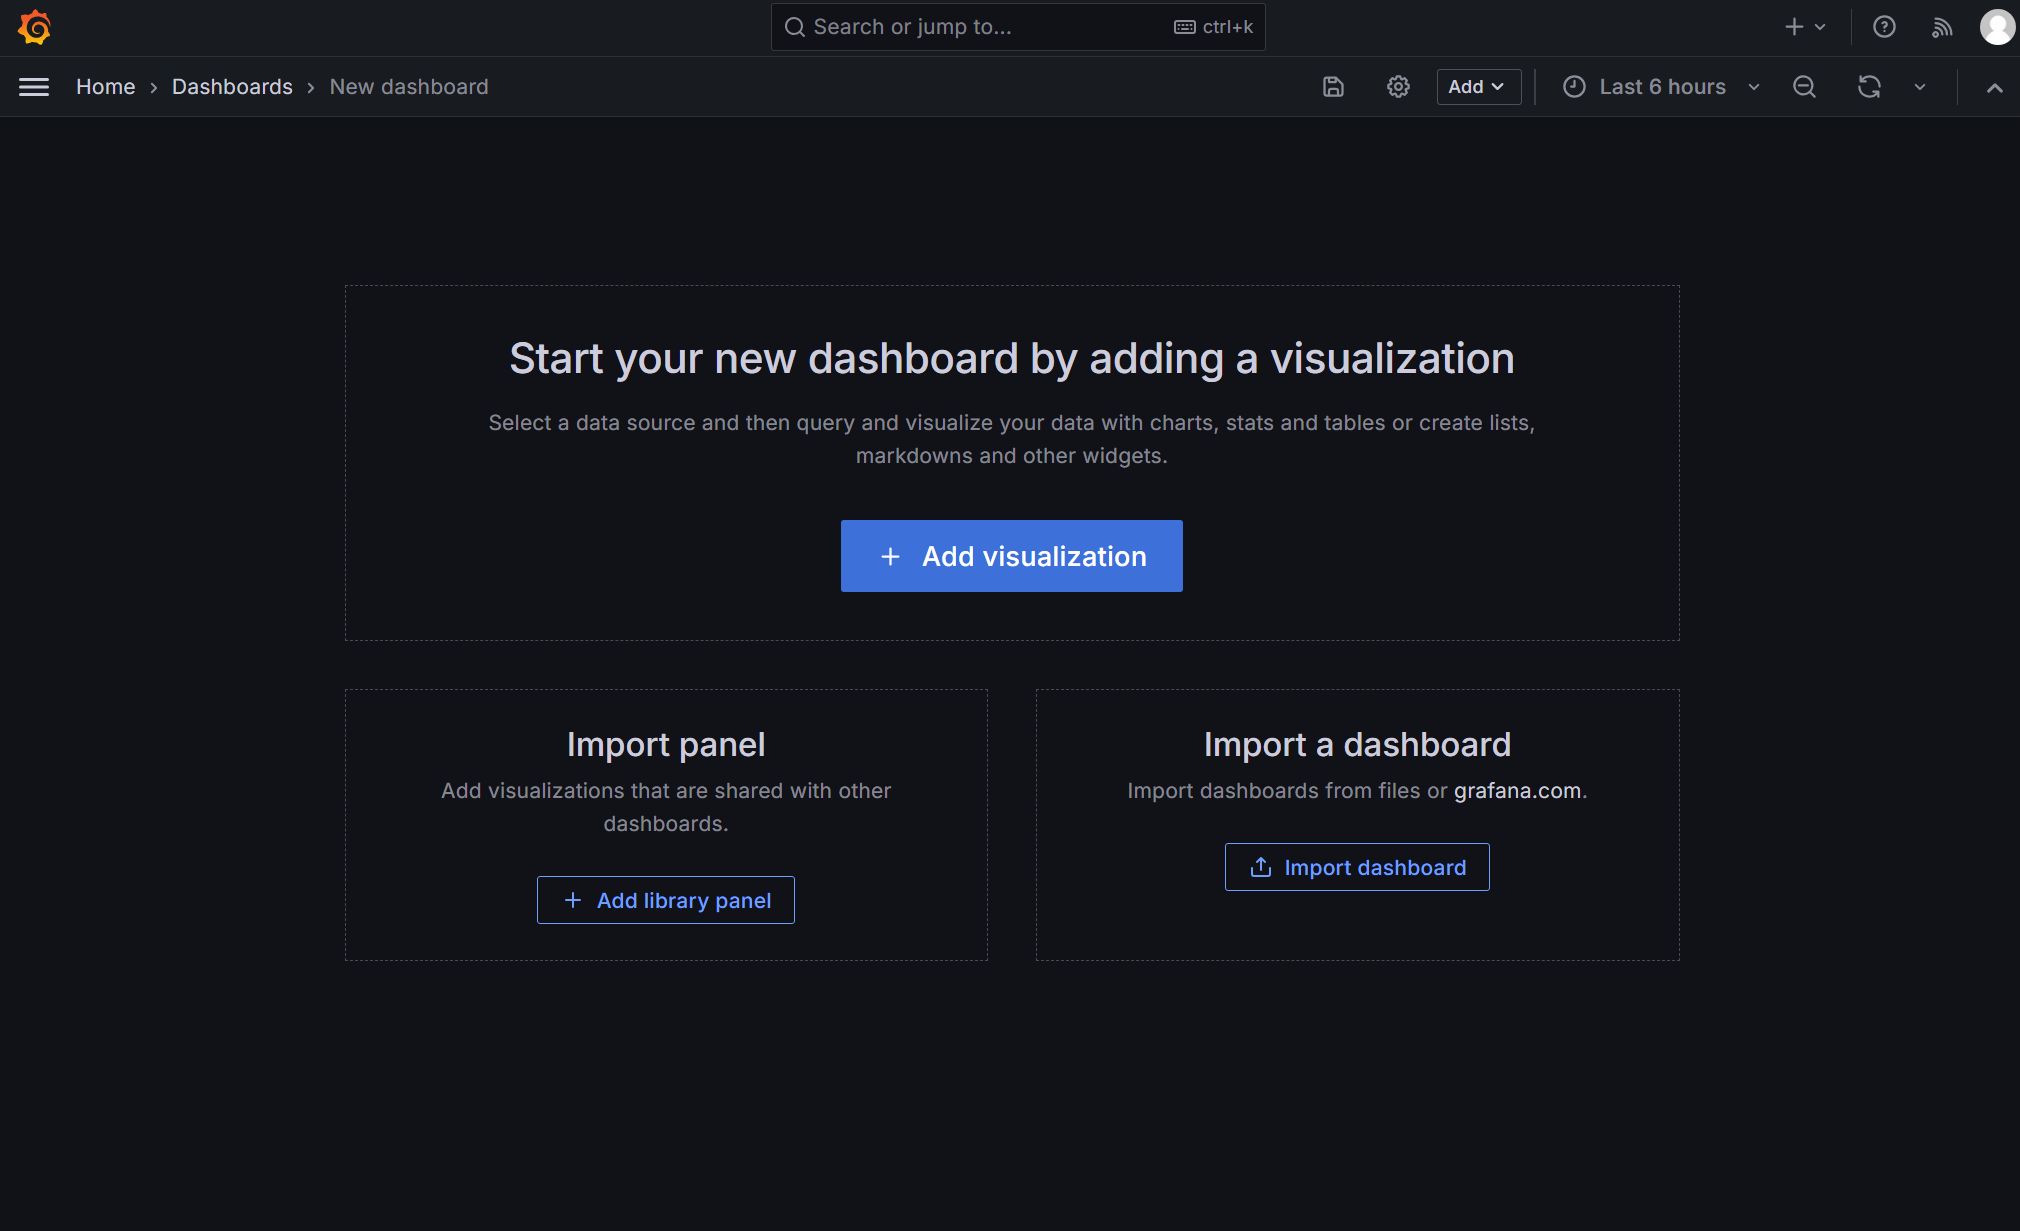 Search or jump to...
ctrl+k
Home
Dashboards
New dashboard
Add
Last 6 hours
Start your new dashboard by adding a visualization
Select a data source and then query and visualize your data with charts, stats and tables or create lists,
markdowns and other widgets.
Add visualization
Import panel
Add visualizations that are shared with other
dashboards.
Add library panel
Import a dashboard
Import dashboards from files or grafana.com.
Import dashboard